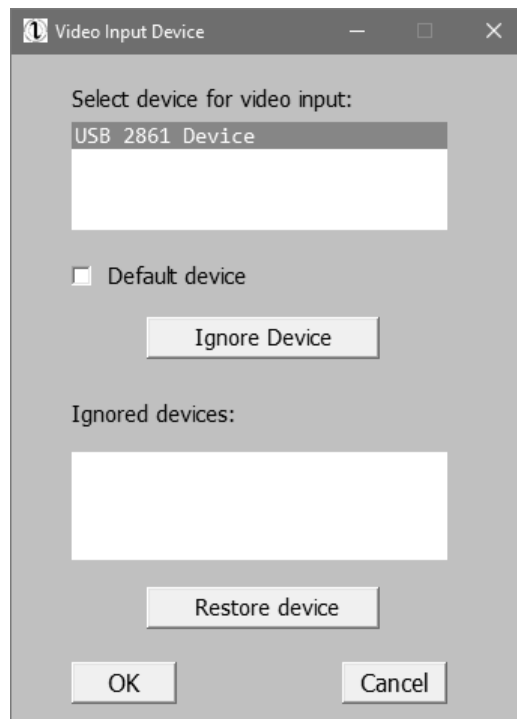 Video Input Device
Select device for video input:
USB 2861 Device
Default device
Ignore Device
Ignored devices:
Restore device
OK Cancel